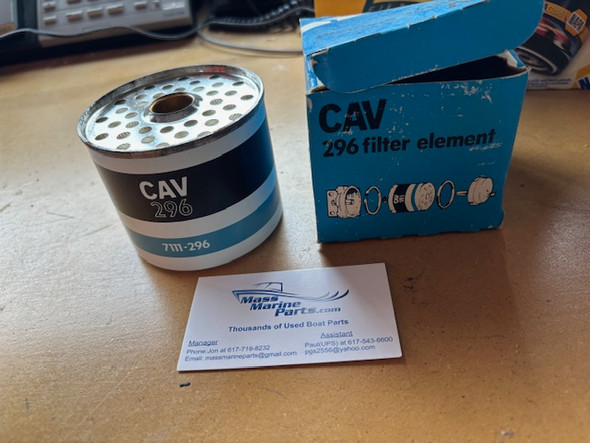 CAV
296
7111-296
CAV
296 filter element
Mass
Marine
Parts.com
Thousands of Used Boat Parts
Manager
Phone:Jon at 617-719-8232
Email: massmarineparts@gmail.com
Assistant
Paul(UPS) at 617-543-6600
pgs2556@yahoo.com